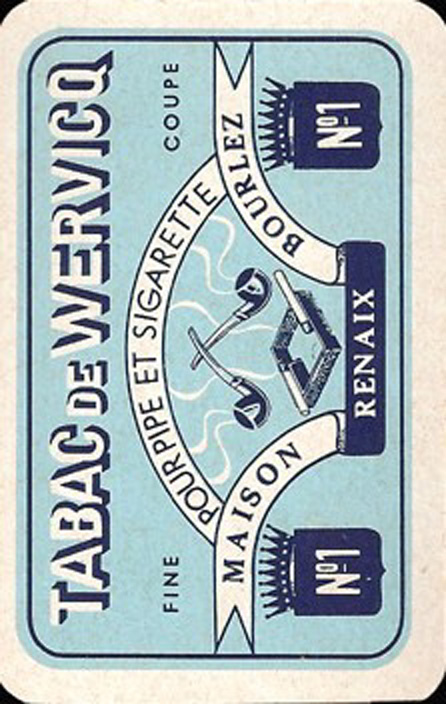 TABAC DE WERVICQ
FINE COUPE
POUR PIPE ET SIGARETTE
MAISON BOURLEZ
Nº1 Nº1
RENAIX